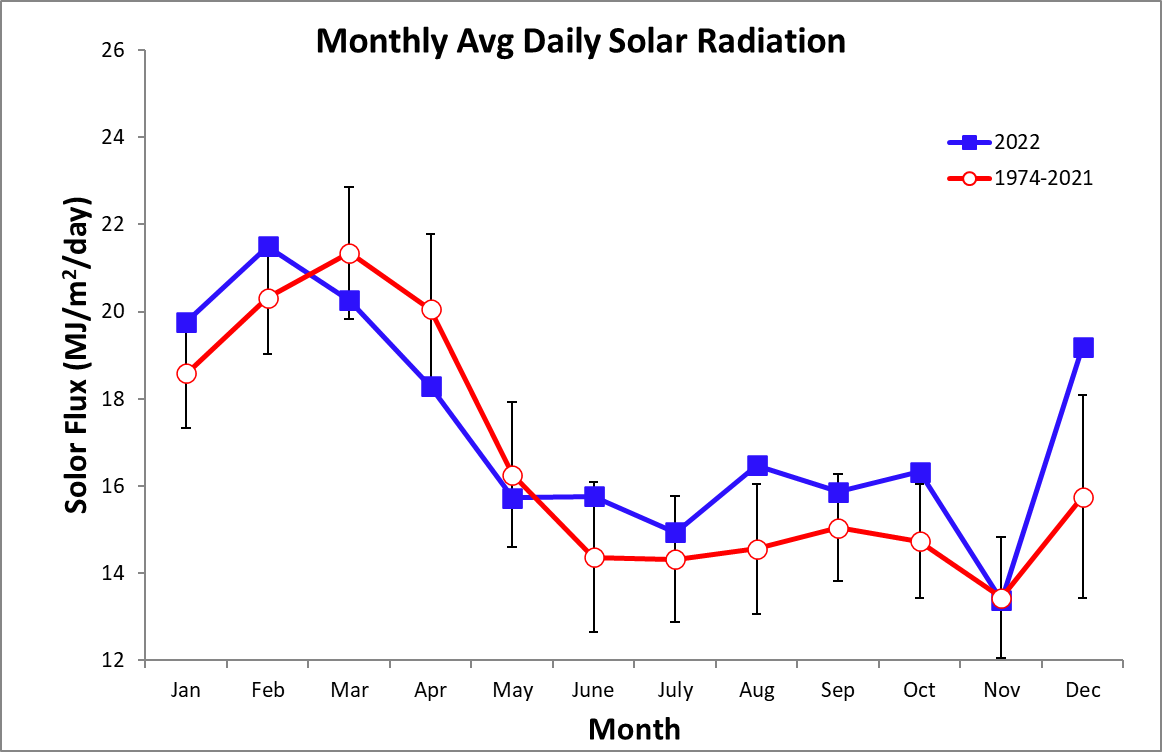 Monthly Avg Daily Solar Radiation
26
24
22
20
18
16
14
12
Solor Flux (MJ/m²/day)
2022
1974-2021
Jan Feb Mar Apr May June July Aug Sep Oct Nov Dec
Month